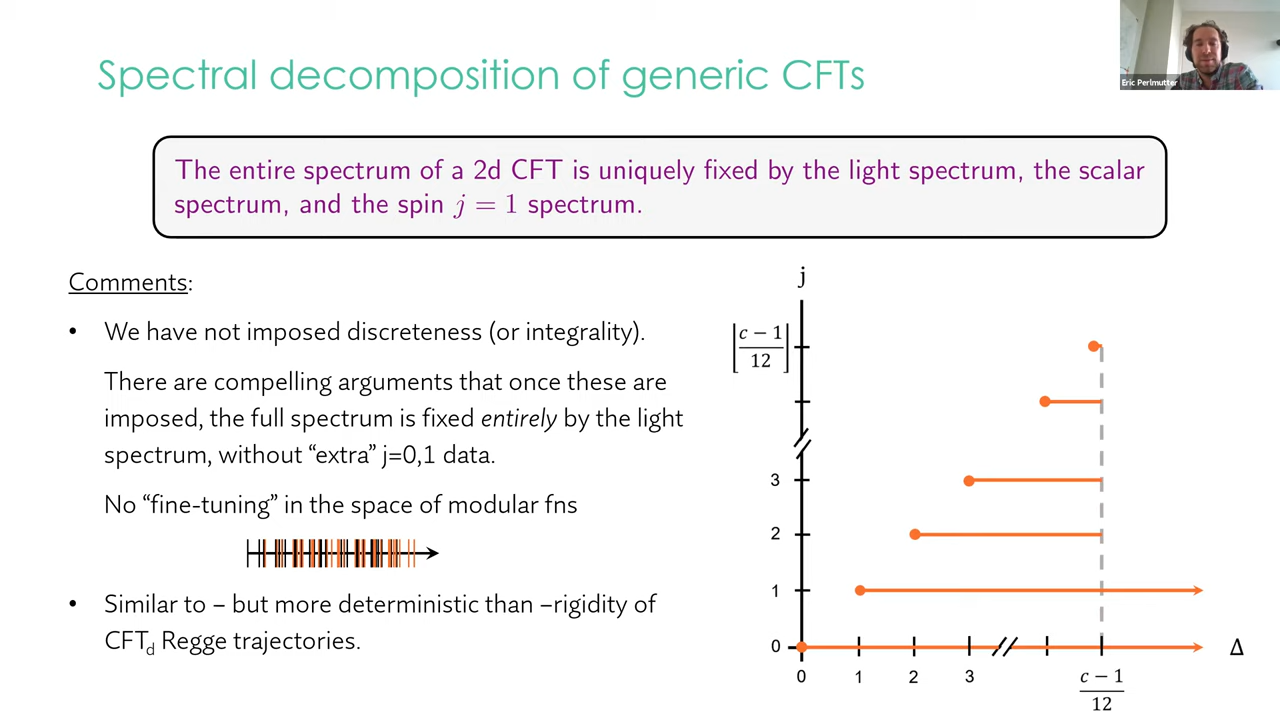 Spectral decomposition of generic CFTs
Eric Perlmutter
The entire spectrum of a 2d CFT is uniquely fixed by the light spectrum, the scalar
spectrum, and the spin j = 1 spectrum.
Comments:
• We have not imposed discreteness (or integrality).
There are compelling arguments that once these are
imposed, the full spectrum is fixed entirely by the light
spectrum, without “extra” j=0,1 data.
No “fine-tuning” in the space of modular fns
• Similar to – but more deterministic than –rigidity of
CFT_d Regge trajectories.
j
⌊(c − 1)/12⌋
3
2
1
0
Δ
0 1 2 3 (c − 1)/12